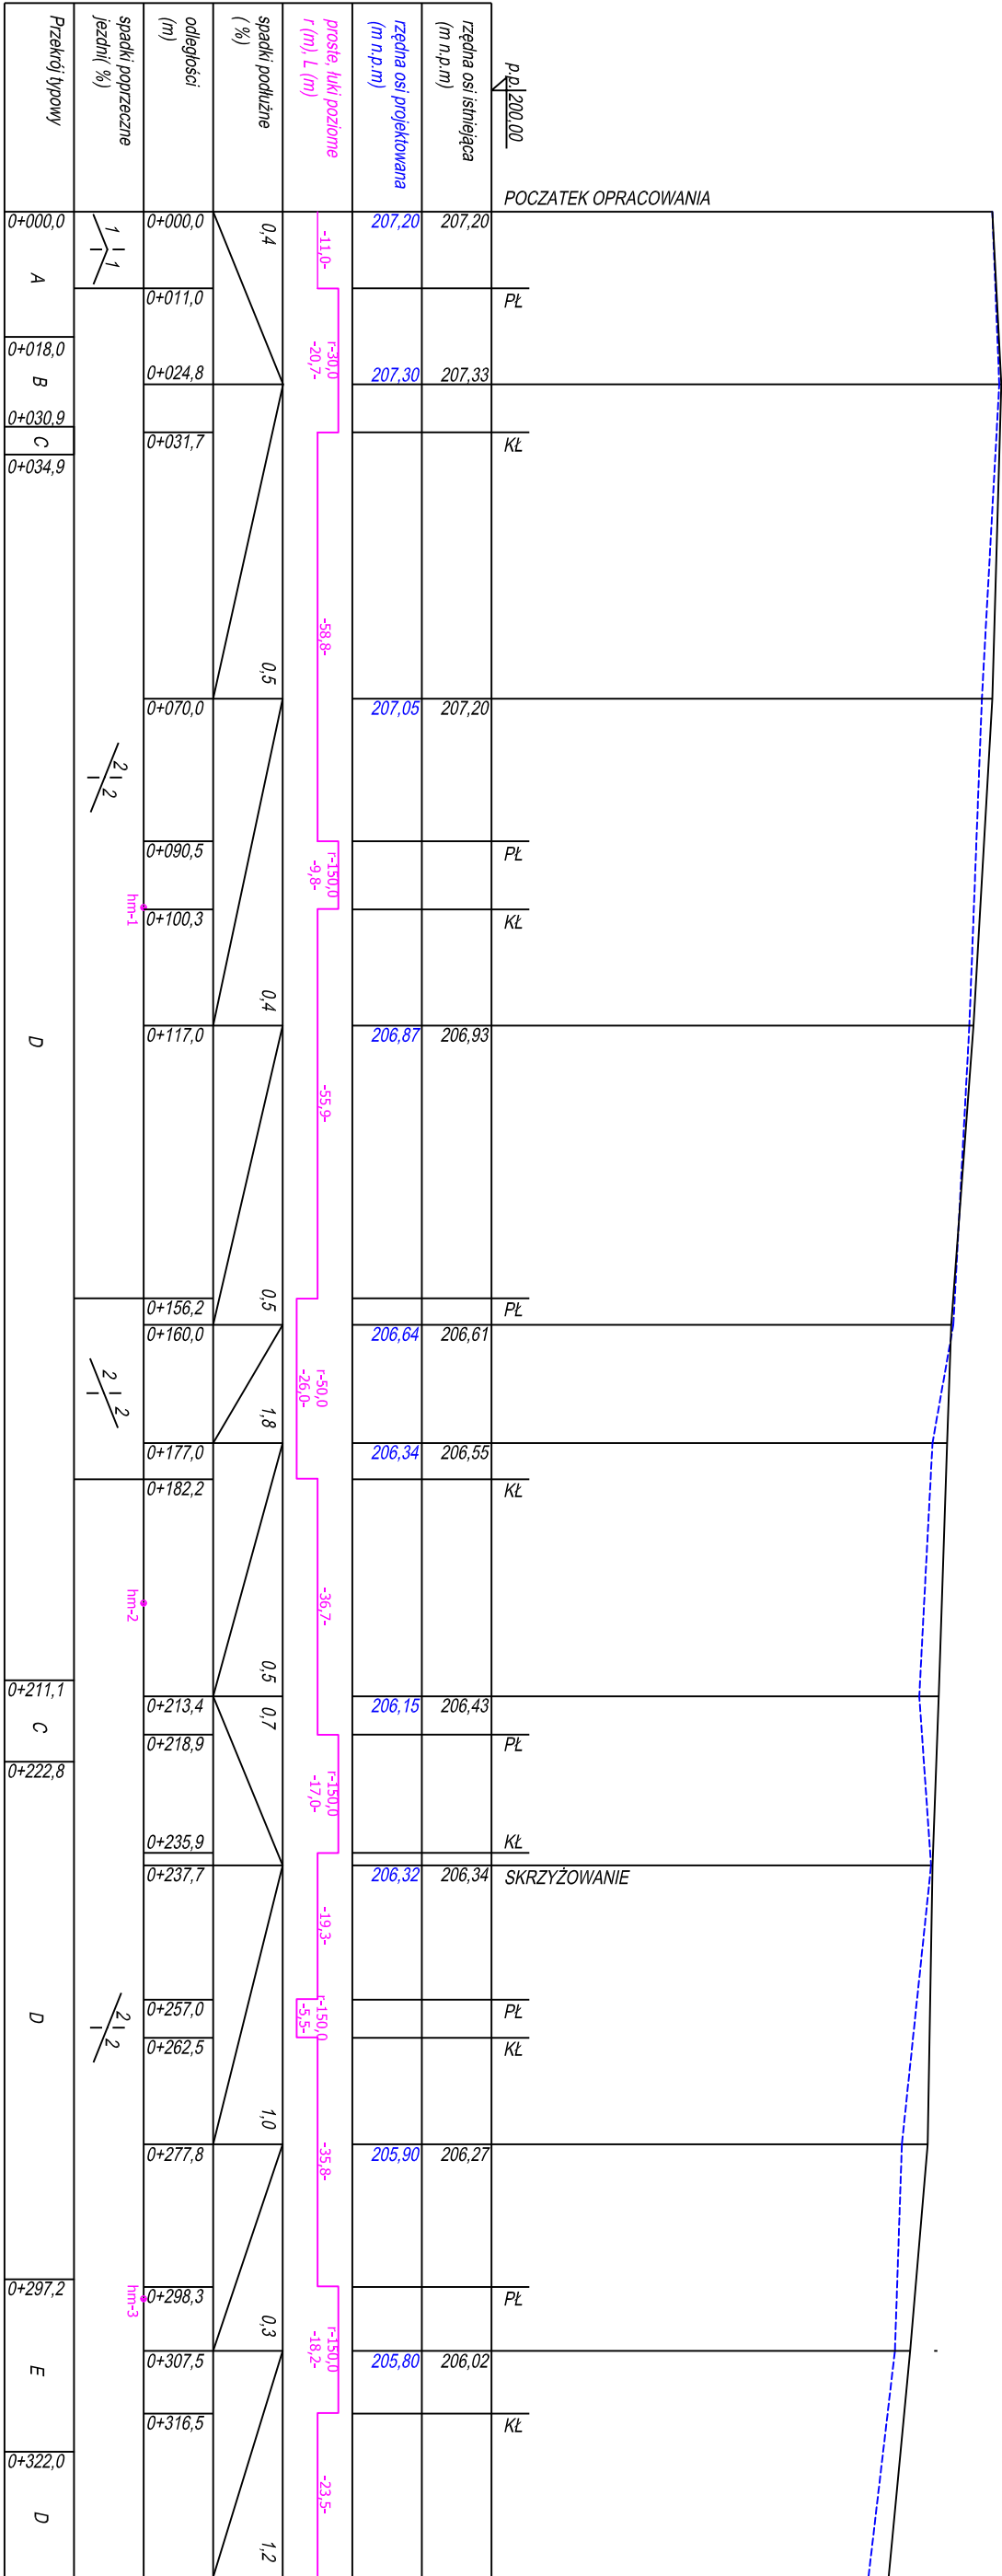 p.p.200,00
POCZATEK OPRACOWANIA
PŁ
KŁ
PŁ
KŁ
PŁ
KŁ
PŁ
KŁ
SKRZYŻOWANIE
PŁ
KŁ
PŁ
KŁ
rzędna osi istniejąca
(m n.p.m)
207,20
207,33
207,20
206,93
206,61
206,55
206,43
206,34
206,27
206,02
rzędna osi projektowana
(m n.p.m)
207,20
207,30
207,05
206,87
206,64
206,34
206,15
206,32
205,90
205,80
proste, łuki poziome
r (m), L (m)
-11,0-
r-30,0
-20,7-
-58,8-
r-150,0
-9,8-
-55,9-
r-50,0
-26,0-
-36,7-
r-150,0
-17,0-
-19,3-
r-150,0
-5,5-
-35,8-
r-150,0
-18,2-
-23,5-
spadki podłużne
( %)
0,4
0,5
0,4
0,5
1,8
0,5
0,7
1,0
0,3
1,2
odległości
(m)
0+000,0
0+011,0
0+024,8
0+031,7
0+070,0
0+090,5
0+100,3
0+117,0
0+156,2
0+160,0
0+177,0
0+182,2
0+213,4
0+218,9
0+235,9
0+237,7
0+257,0
0+262,5
0+277,8
0+298,3
0+307,5
0+316,5
hm-1
hm-2
hm-3
spadki poprzeczne
jezdni( %)
1 1
2 2
2 2
2 2
Przekrój typowy
0+000,0
A
0+018,0
B
0+030,9
C
0+034,9
D
0+211,1
C
0+222,8
D
0+297,2
E
0+322,0
D